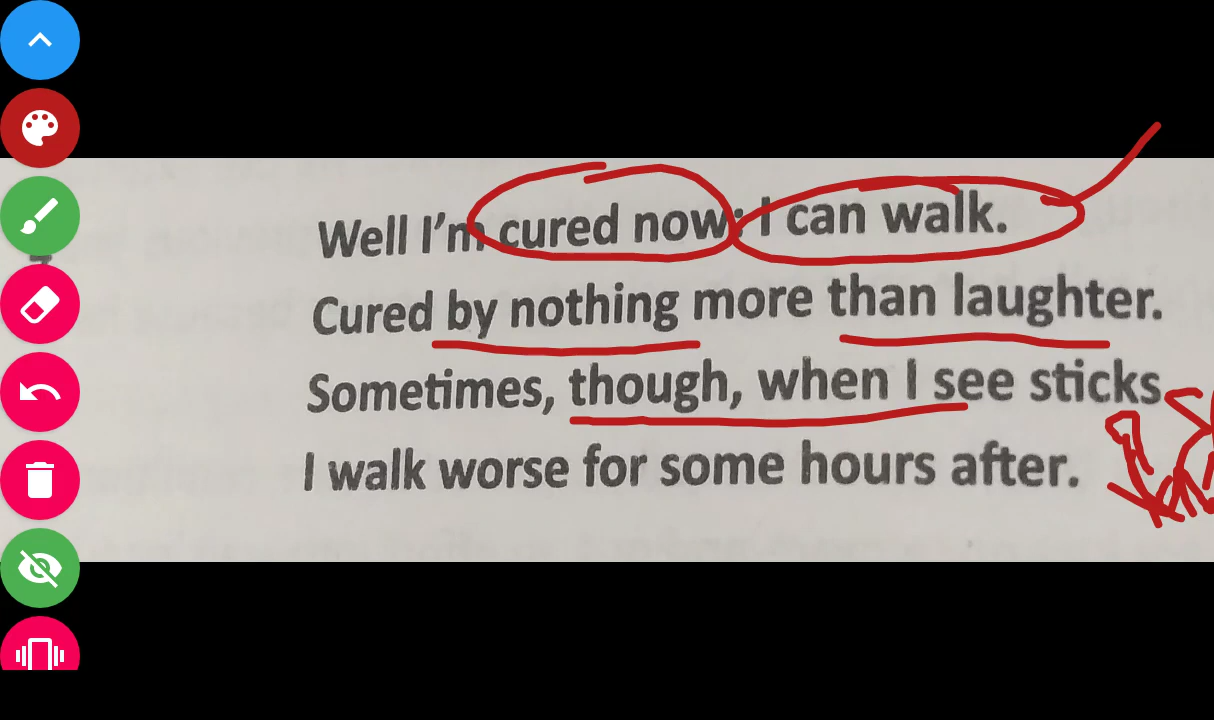 Well I'm cured now; I can walk.
Cured by nothing more than laughter.
Sometimes, though, when I see sticks
I walk worse for some hours after.